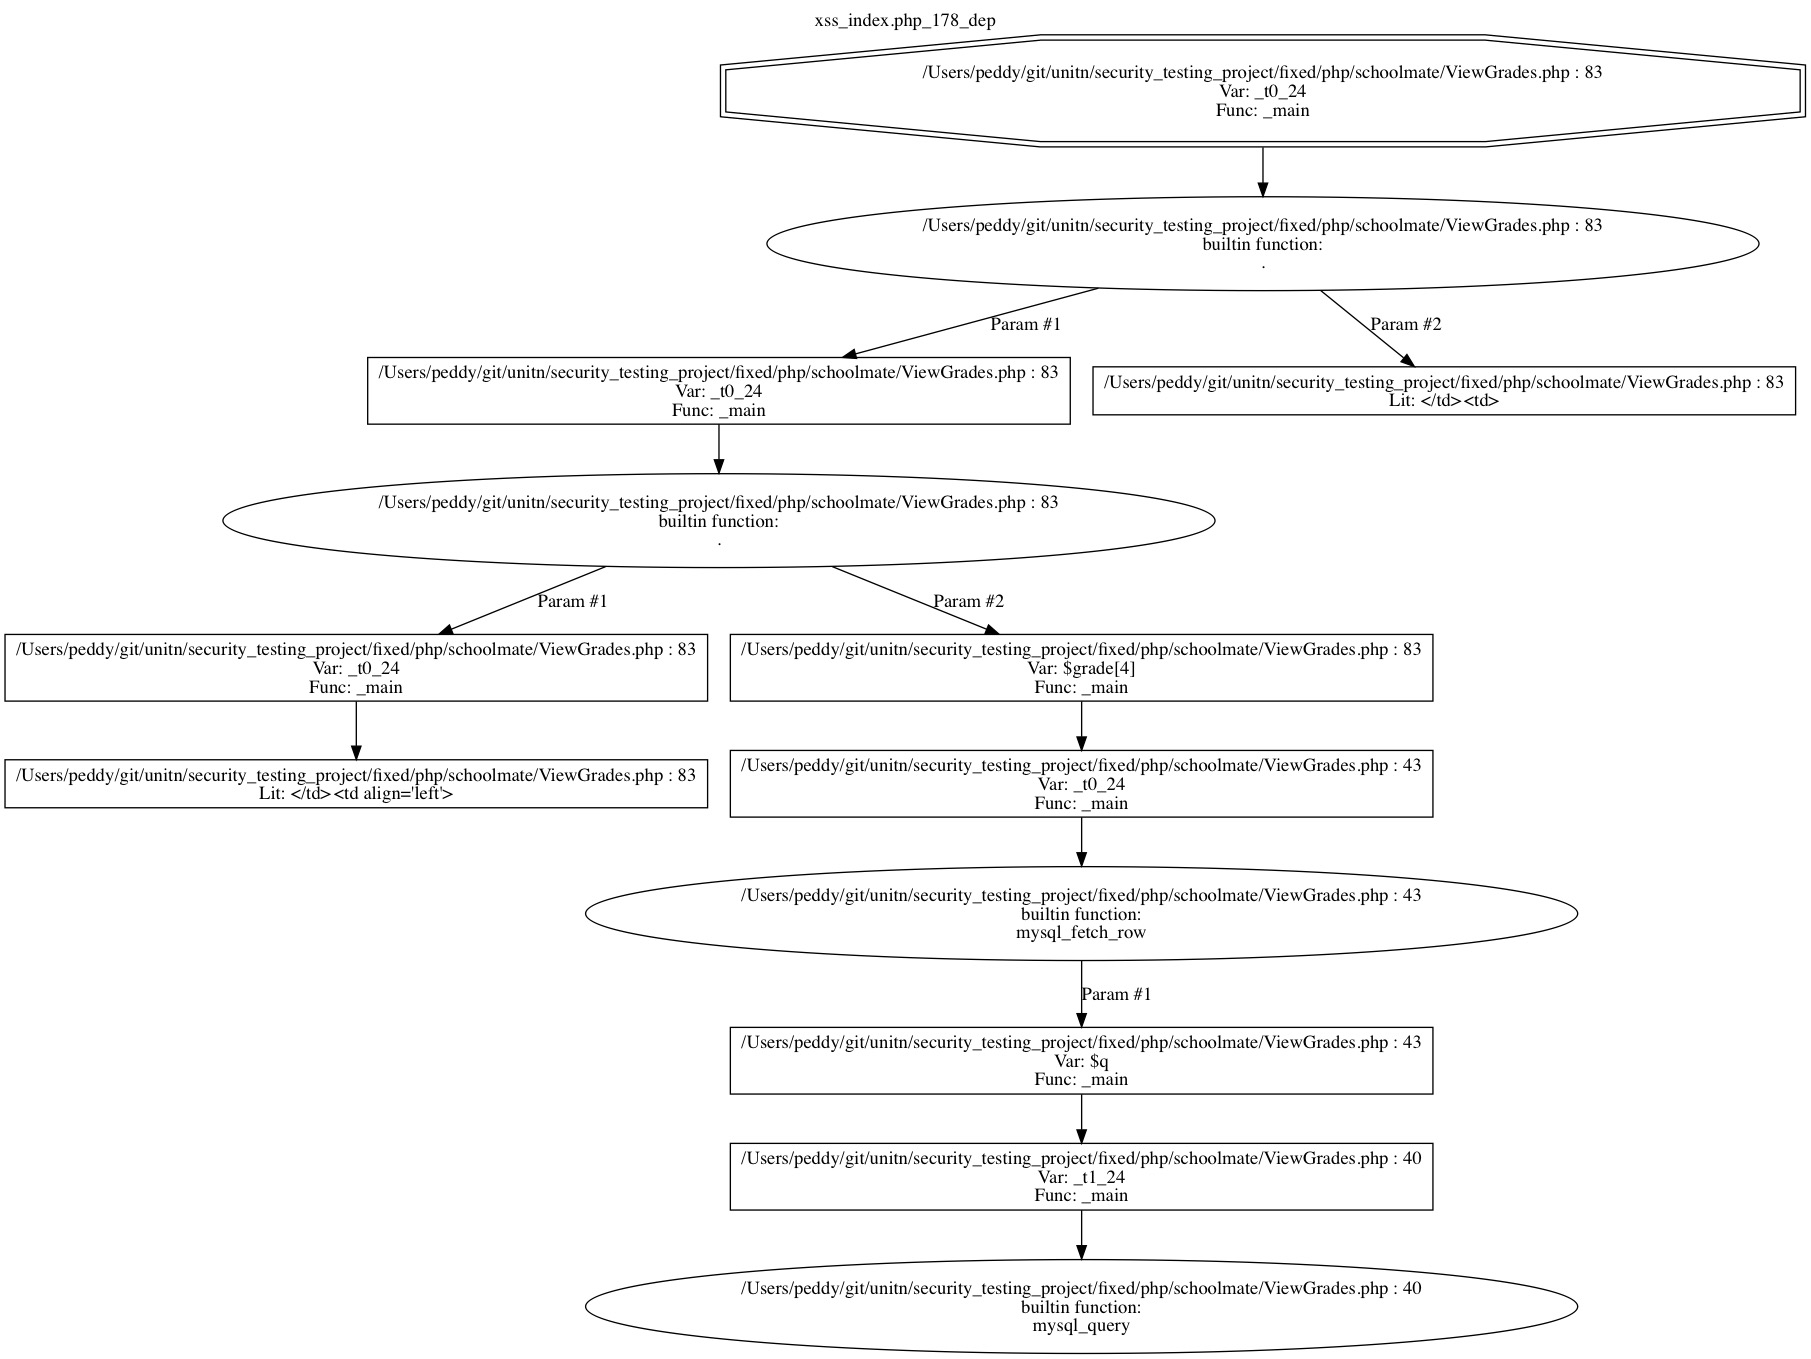 xss_index.php_178_dep
/Users/peddy/git/unitn/security_testing_project/fixed/php/schoolmate/ViewGrades.php : 83
Var: _t0_24
Func: _main
/Users/peddy/git/unitn/security_testing_project/fixed/php/schoolmate/ViewGrades.php : 83
builtin function:
.
Param #1
Param #2
/Users/peddy/git/unitn/security_testing_project/fixed/php/schoolmate/ViewGrades.php : 83
Var: _t0_24
Func: _main
/Users/peddy/git/unitn/security_testing_project/fixed/php/schoolmate/ViewGrades.php : 83
Lit: </td><td>
/Users/peddy/git/unitn/security_testing_project/fixed/php/schoolmate/ViewGrades.php : 83
builtin function:
.
Param #1
Param #2
/Users/peddy/git/unitn/security_testing_project/fixed/php/schoolmate/ViewGrades.php : 83
Var: _t0_24
Func: _main
/Users/peddy/git/unitn/security_testing_project/fixed/php/schoolmate/ViewGrades.php : 83
Var: $grade[4]
Func: _main
/Users/peddy/git/unitn/security_testing_project/fixed/php/schoolmate/ViewGrades.php : 83
Lit: </td><td align='left'>
/Users/peddy/git/unitn/security_testing_project/fixed/php/schoolmate/ViewGrades.php : 43
Var: _t0_24
Func: _main
/Users/peddy/git/unitn/security_testing_project/fixed/php/schoolmate/ViewGrades.php : 43
builtin function:
mysql_fetch_row
Param #1
/Users/peddy/git/unitn/security_testing_project/fixed/php/schoolmate/ViewGrades.php : 43
Var: $q
Func: _main
/Users/peddy/git/unitn/security_testing_project/fixed/php/schoolmate/ViewGrades.php : 40
Var: _t1_24
Func: _main
/Users/peddy/git/unitn/security_testing_project/fixed/php/schoolmate/ViewGrades.php : 40
builtin function:
mysql_query